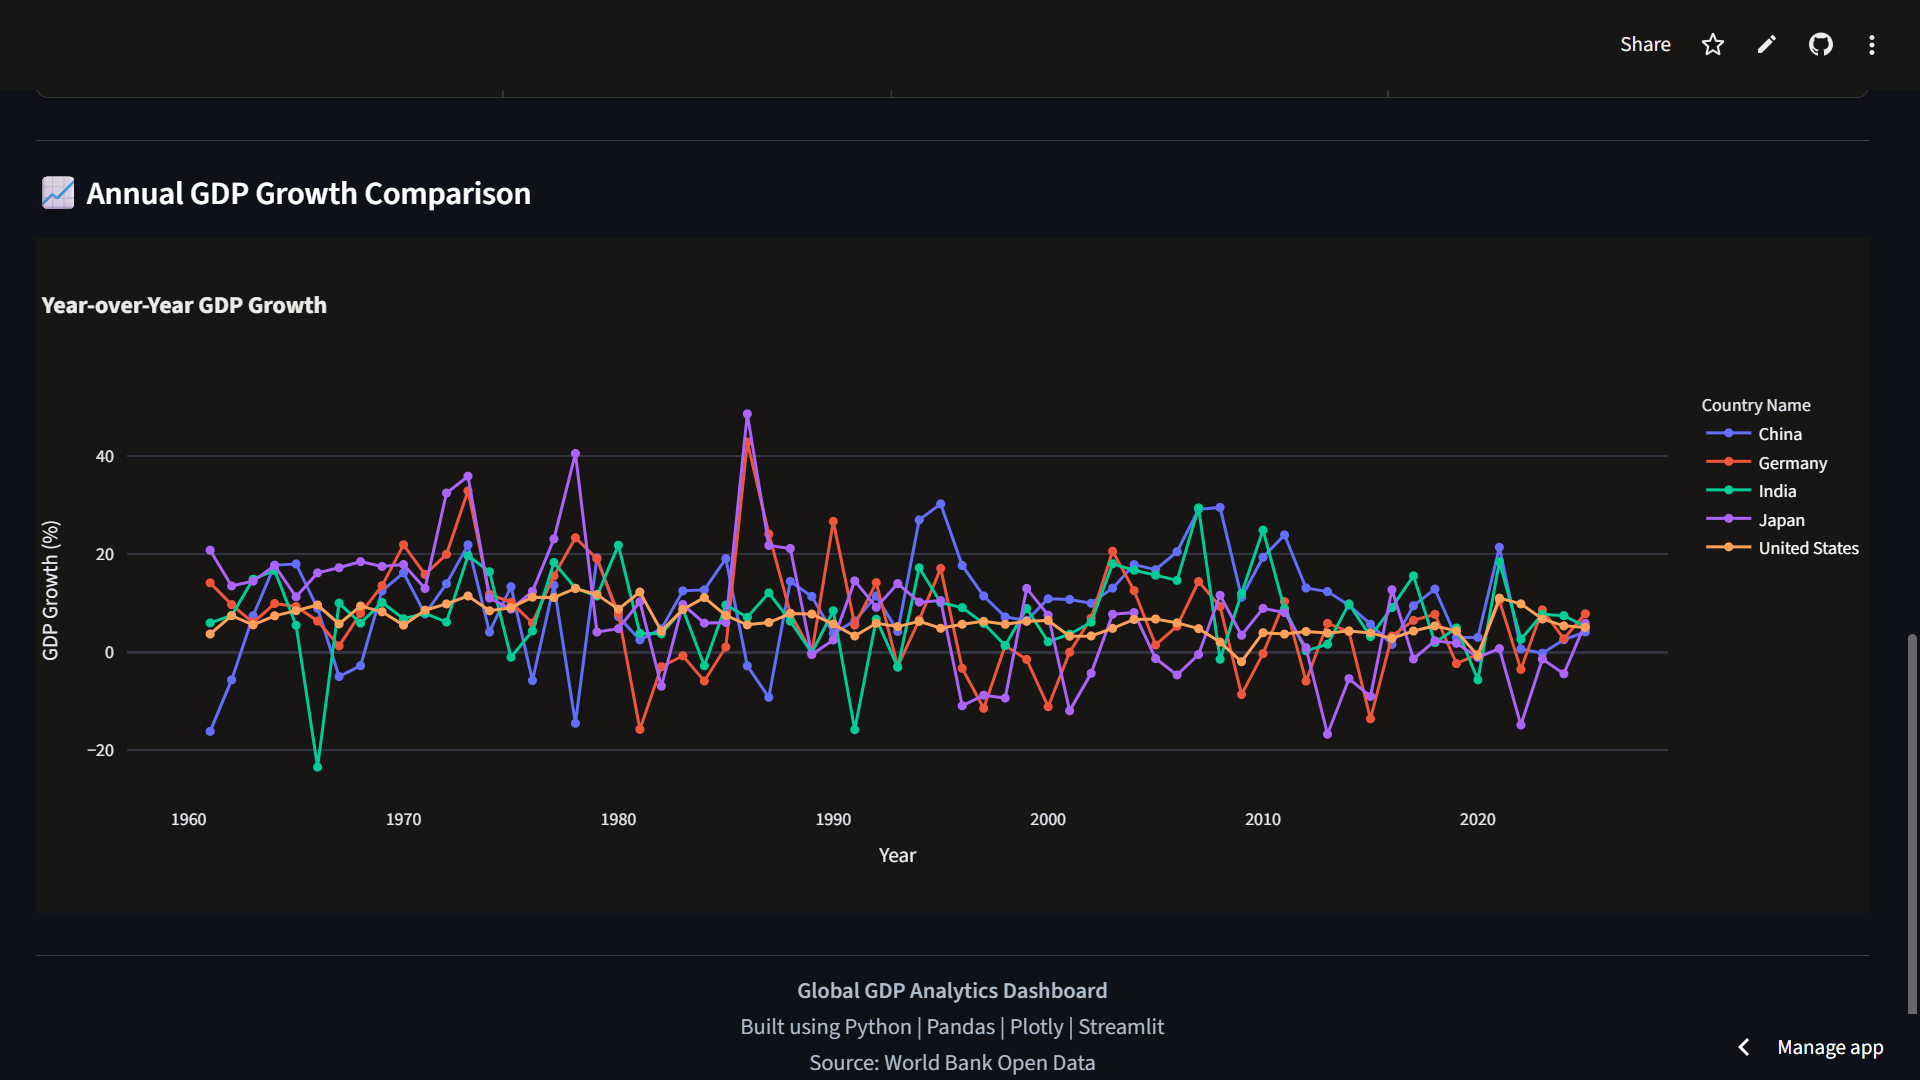 Share
Annual GDP Growth Comparison
Year-over-Year GDP Growth
Country Name
China
Germany
India
Japan
United States
GDP Growth (%)
40
20
0
−20
1960
1970
1980
1990
2000
2010
2020
Year
Global GDP Analytics Dashboard
Built using Python | Pandas | Plotly | Streamlit
Source: World Bank Open Data
Manage app